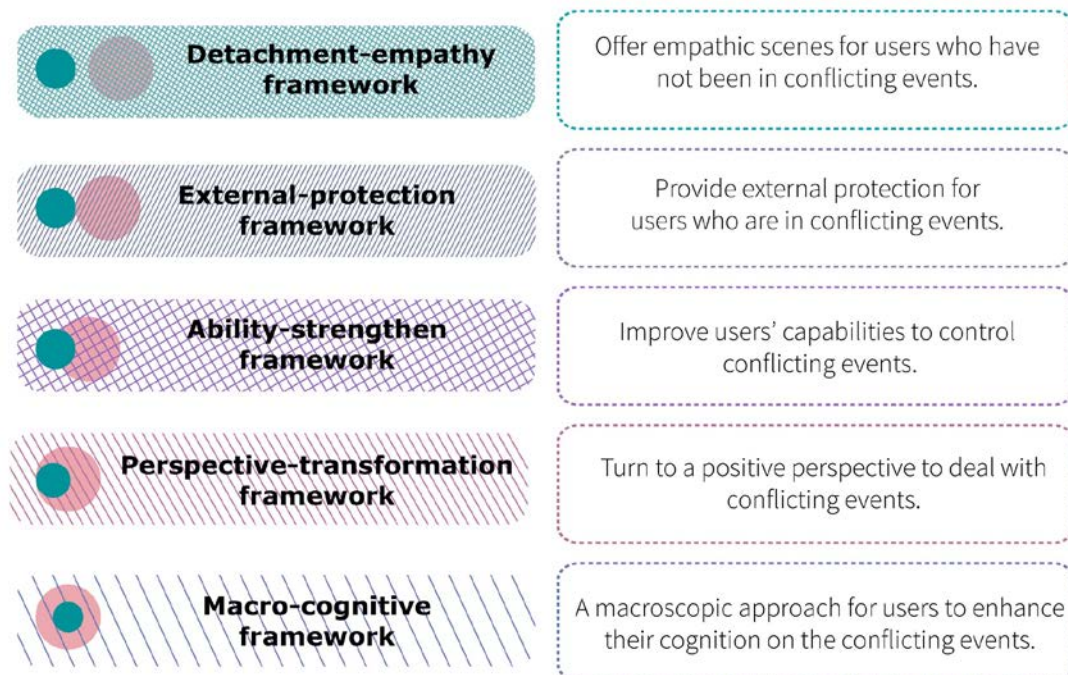 Detachment-empathy
framework
Offer empathic scenes for users who have
not been in conflicting events.
External-protection
framework
Provide external protection for
users who are in conflicting events.
Ability-strengthen
framework
Improve users’ capabilities to control
conflicting events.
Perspective-transformation
framework
Turn to a positive perspective to deal with
conflicting events.
Macro-cognitive
framework
A macroscopic approach for users to enhance
their cognition on the conflicting events.